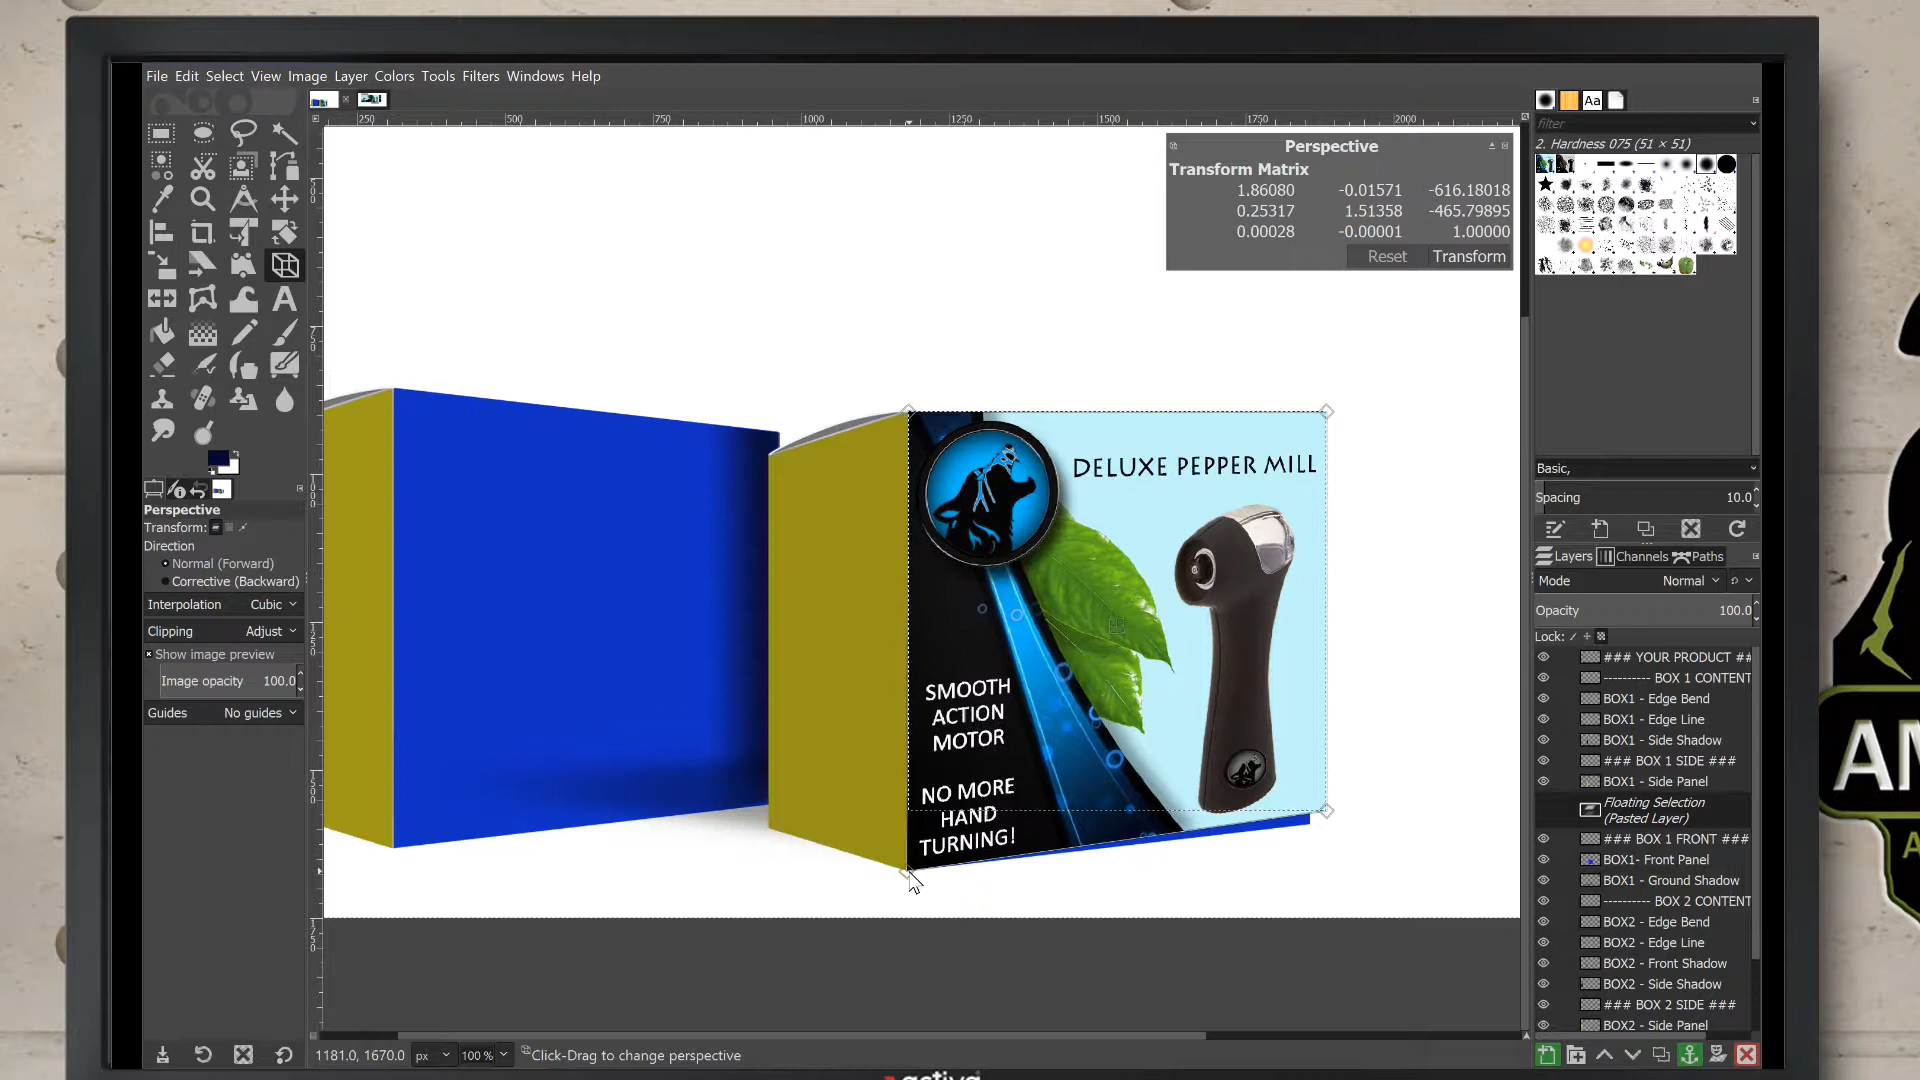 File Edit Select View Image Layer Colors Tools Filters Windows Help
250 500 750 1000 1250 1500 1750 2000
Perspective
Transform Matrix
1.86080 -0.01571 -616.18018
0.25317 1.51358 -465.79895
0.00028 -0.00001 1.00000
Reset Transform
DELUXE PEPPER MILL
SMOOTH
ACTION
MOTOR
NO MORE
HAND
TURNING!
Perspective
Transform:
Direction
Normal (Forward)
Corrective (Backward)
Interpolation Cubic
Clipping Adjust
Show image preview
Image opacity 100.0
Guides No guides
1181.0, 1670.0 px 100 % Click-Drag to change perspective
Aa
filter
2. Hardness 075 (51 × 51)
Basic,
Spacing 10.0
Layers Channels Paths
Mode Normal
Opacity 100.0
Lock:
### YOUR PRODUCT ##
---------- BOX 1 CONTENT
BOX1 - Edge Bend
BOX1 - Edge Line
BOX1 - Side Shadow
### BOX 1 SIDE ###
BOX1 - Side Panel
Floating Selection
(Pasted Layer)
### BOX 1 FRONT ###
BOX1- Front Panel
BOX1 - Ground Shadow
---------- BOX 2 CONTENT
BOX2 - Edge Bend
BOX2 - Edge Line
BOX2 - Front Shadow
BOX2 - Side Shadow
### BOX 2 SIDE ###
BOX2 - Side Panel